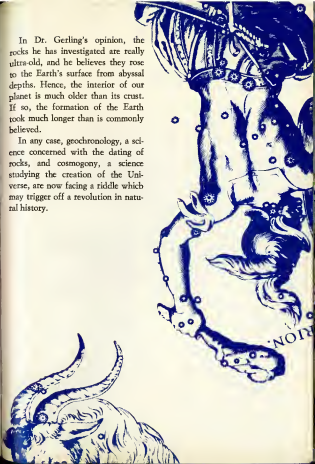 In Dr. Gerling's opinion, the
rocks he has investigated are really
ultra-old, and he believes they rose
to the Earth's surface from abyssal
depths. Hence, the interior of our
planet is much older than its crust.
If so, the formation of the Earth
took much longer than is commonly
believed.
In any case, geochronology, a sci-
ence concerned with the dating of
rocks, and cosmogony, a science
studying the creation of the Uni-
verse, are now facing a riddle which
may trigger off a revolution in natu-
ral history.
RION.